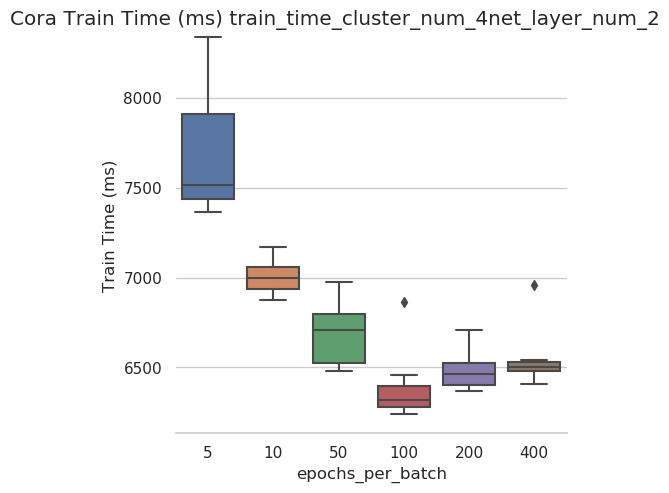 Cora Train Time (ms) train_time_cluster_num_4net_layer_num_2
8000
7500
7000
6500
Train Time (ms)
5 10 50 100 200 400
epochs_per_batch